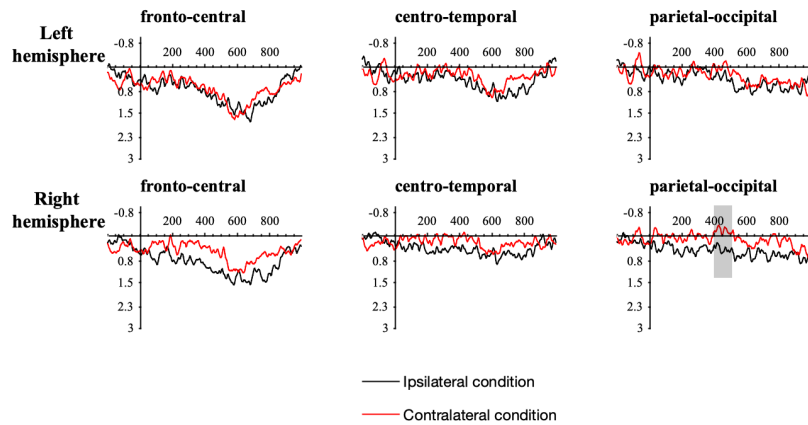 Left hemisphere
fronto-central
centro-temporal
parietal-occipital
-0.8
200 400 600 800
0.8
1.5
2.3
3
-0.8
200 400 600 800
0.8
1.5
2.3
3
-0.8
200 400 600 800
0.8
1.5
2.3
3
Right hemisphere
fronto-central
centro-temporal
parietal-occipital
-0.8
200 400 600 800
0.8
1.5
2.3
3
-0.8
200 400 600 800
0.8
1.5
2.3
3
-0.8
200 400 600 800
0.8
1.5
2.3
3
Ipsilateral condition
Contralateral condition